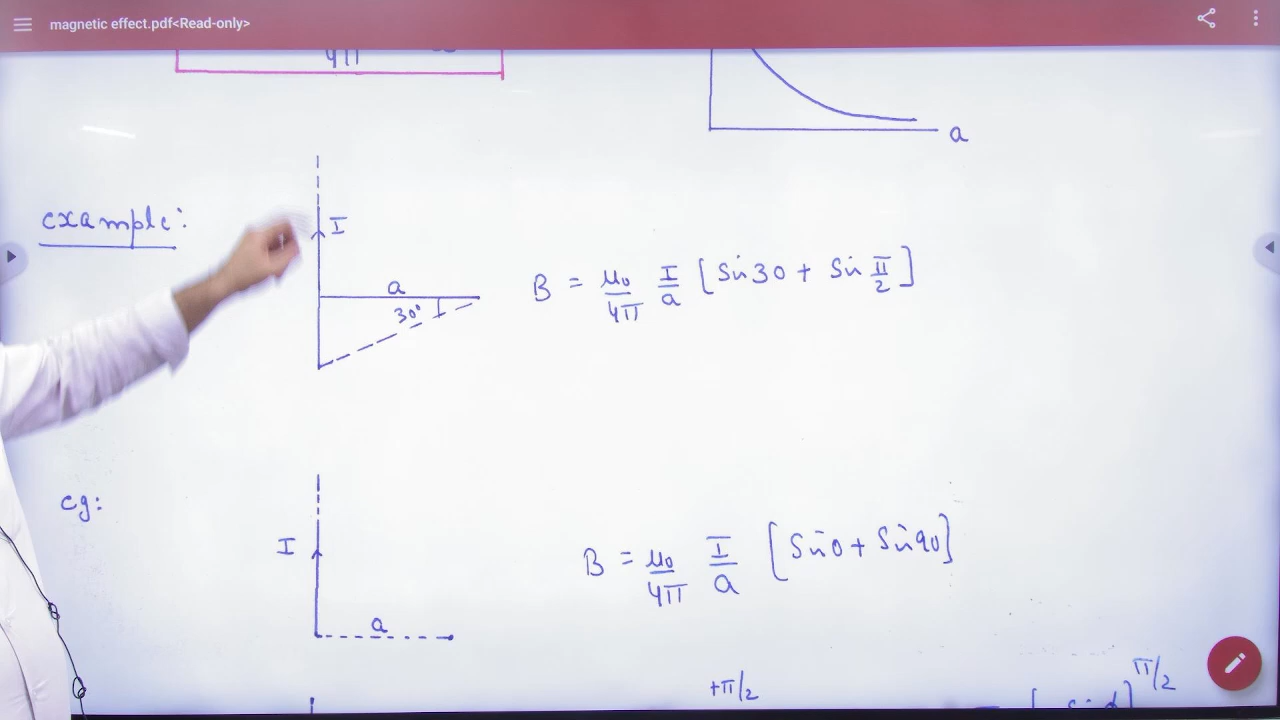 magnetic effect.pdf<Read-only>
4π
a
example:
I
a
30°
B = μ₀/4π I/a [Sin30 + Sin π/2]
eg:
I
a
B = μ₀/4π I/a [Sin0 + Sin90]
+π/2
π/2